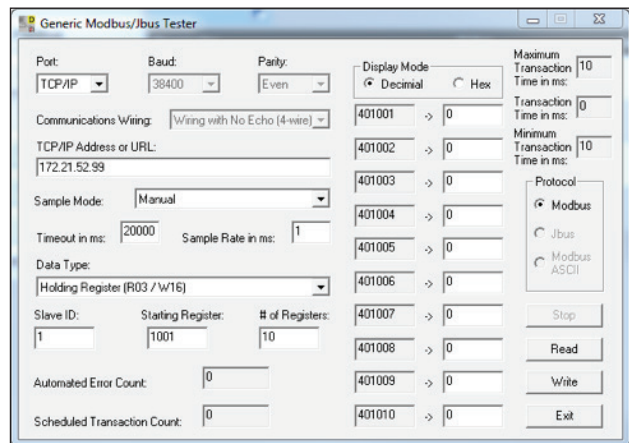 Generic Modbus/Jbus Tester
Port: Baud: Parity:
TCP/IP 38400 Even
Communications Wiring: Wiring with No Echo (4-wire)
TCP/IP Address or URL:
172.21.52.99
Sample Mode: Manual
Timeout in ms: 20000 Sample Rate in ms: 1
Data Type:
Holding Register (R03 / W16)
Slave ID: Starting Register: # of Registers:
1 1001 10
Automated Error Count: 0
Scheduled Transaction Count: 0
Display Mode
Decimial Hex
401001 -> 0
401002 -> 0
401003 -> 0
401004 -> 0
401005 -> 0
401006 -> 0
401007 -> 0
401008 -> 0
401009 -> 0
401010 -> 0
Maximum
Transaction 10
Time in ms:
Transaction 0
Time in ms:
Minimum
Transaction 10
Time in ms:
Protocol
Modbus
Jbus
Modbus
ASCII
Stop
Read
Write
Exit